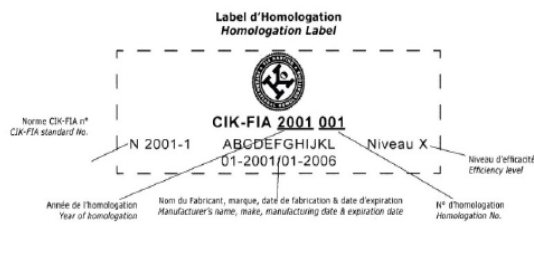 Label d'Homologation
Homologation Label
CIK-FIA 2001 001
Norme CIK-FIA n°
CIK-FIA standard No.
N 2001-1 ABCDEFGHIJKL Niveau X
01-2001/01-2006
Niveau d'efficacité
Efficiency level
Année de l'homologation
Year of homologation
Nom du Fabricant, marque, date de fabrication & date d'expiration
Manufacturer's name, make, manufacturing date & expiration date
N° d'homologation
Homologation No.